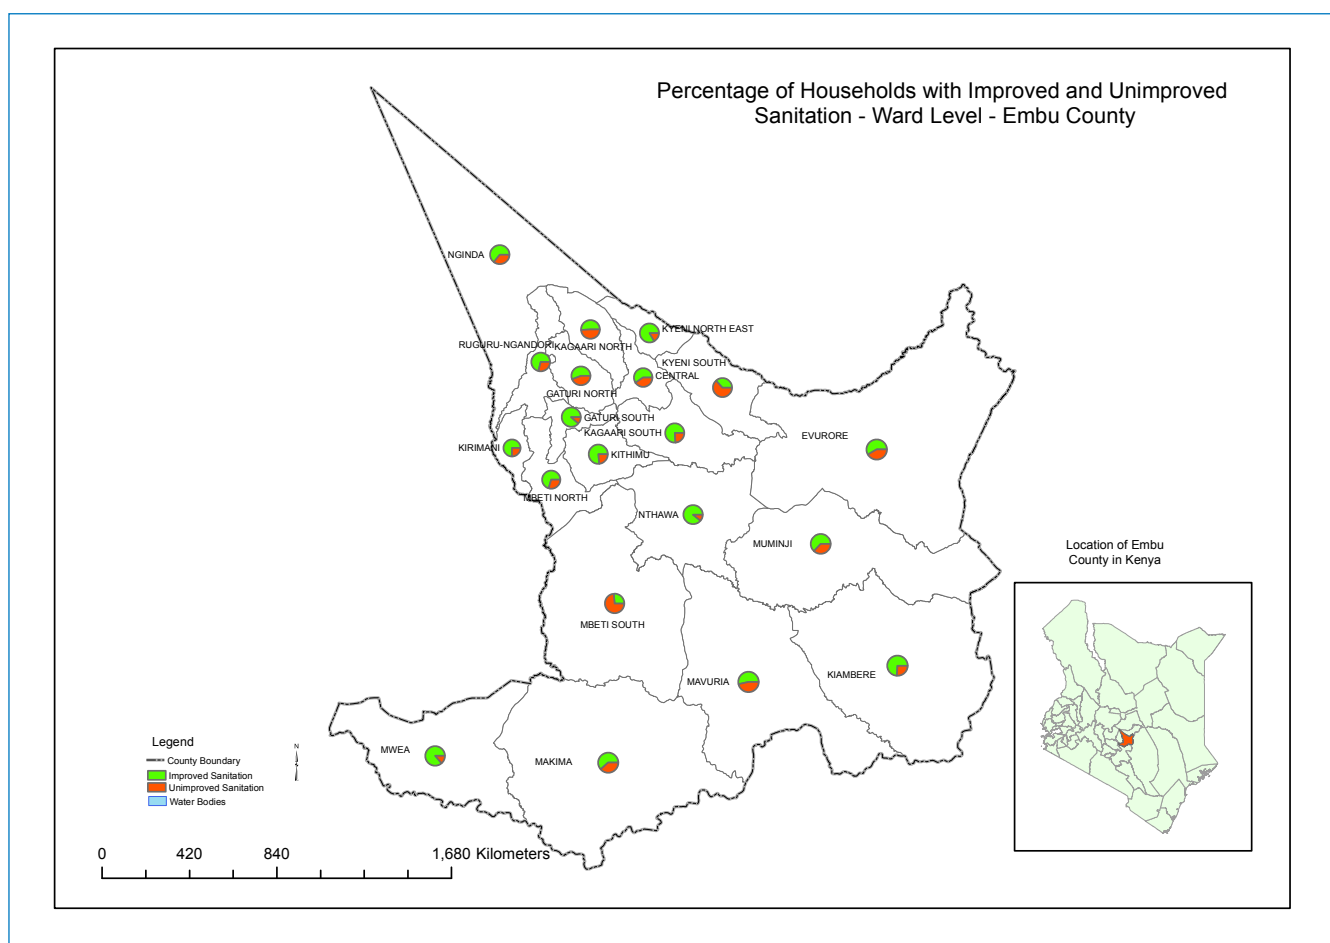 Percentage of Households with Improved and Unimproved
Sanitation - Ward Level - Embu County
NGINDA
KYENI NORTH EAST
RUGURU-NGANDORI
KAGAARI NORTH
KYENI SOUTH
CENTRAL
GATURI NORTH
GATURI SOUTH
KAGAARI SOUTH
EVURORE
KIRIMANI
KITHIMU
MBETI NORTH
NTHAWA
MUMINJI
Location of Embu
County in Kenya
MBETI SOUTH
KIAMBERE
MAVURIA
MWEA
MAKIMA
Legend
N
County Boundary
Improved Sanitation
Unimproved Sanitation
Water Bodies
0 420 840 1,680 Kilometers